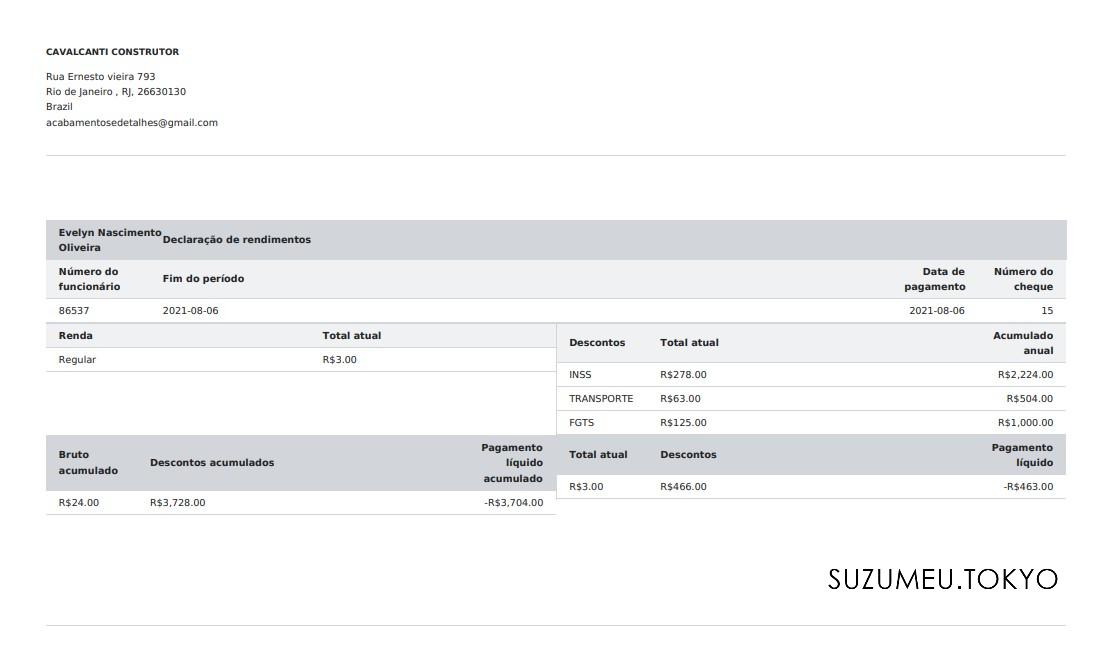 CAVALCANTI CONSTRUTOR
Rua Ernesto vieira 793
Rio de Janeiro , RJ, 26630130
Brazil
acabamentosedetalhes@gmail.com
Evelyn Nascimento
Oliveira
Declaração de rendimentos
Número do
funcionário
Fim do período
Data de
pagamento
Número do
cheque
86537 2021-08-06 2021-08-06 15
Renda Total atual
Regular R$3.00
Descontos Total atual Acumulado
anual
INSS R$278.00 R$2,224.00
TRANSPORTE R$63.00 R$504.00
FGTS R$125.00 R$1,000.00
Bruto
acumulado
Descontos acumulados
Pagamento
líquido
acumulado
R$24.00 R$3,728.00 -R$3,704.00
Total atual Descontos Pagamento
líquido
R$3.00 R$466.00 -R$463.00
SUZUMEU.TOKYO